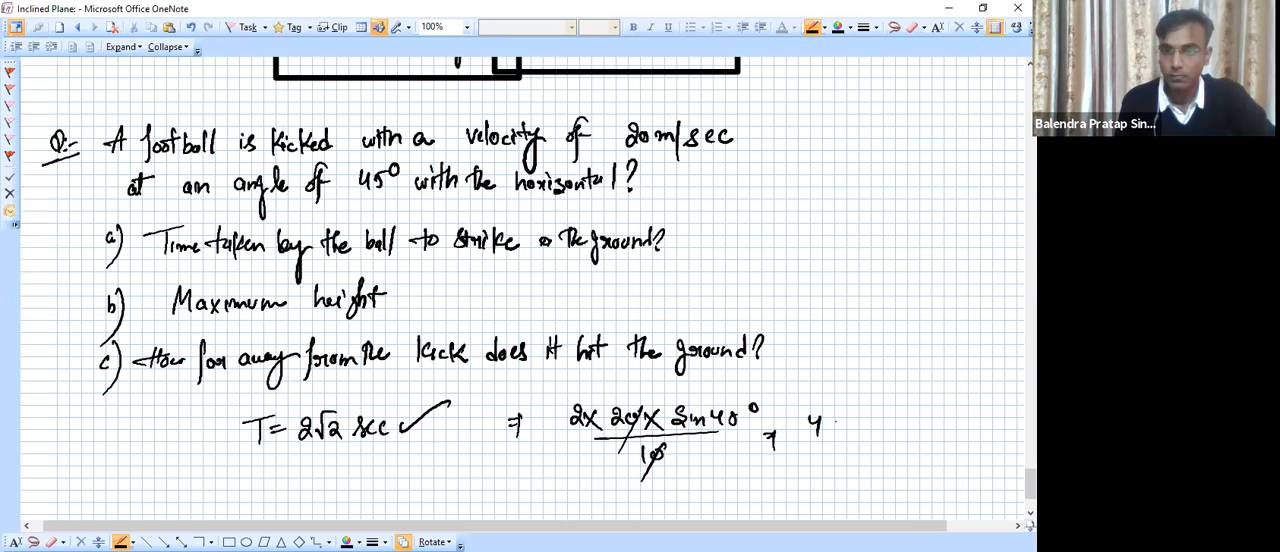 Inclined Plane: - Microsoft Office OneNote
Task Tag Clip 100% B I U A
Expand Collapse
Balendra Pratap Sin...
Q:- A football is kicked with a velocity of 20m/sec
at an angle of 45° with the horizontal?
a) Time taken by the ball to strike the ground?
b) Maximum height
c) How far away from the kick does it hit the ground?
T = 2√2 sec ✓ ⇒ 2x 20x Sin 45° 4
10
Rotate